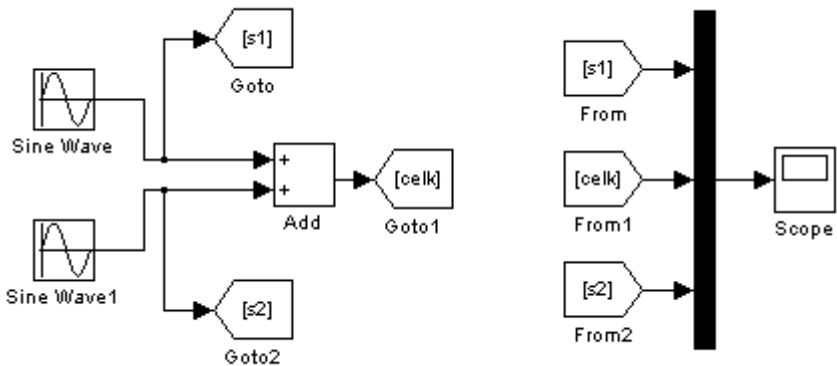 [s1]
Goto
Sine Wave
+
+
Add
[celk]
Goto1
Sine Wave1
[s2]
Goto2
[s1]
From
[celk]
From1
[s2]
From2
Scope